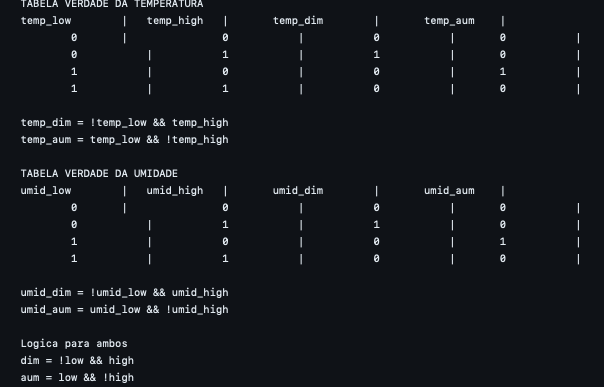 TABELA VERDADE DA TEMPERATURA
temp_low | temp_high | temp_dim | temp_aum |
0 | 0 | 0 | 0 |
0 | 1 | 1 | 0 |
1 | 0 | 0 | 1 |
1 | 1 | 0 | 0 |
temp_dim = !temp_low && temp_high
temp_aum = temp_low && !temp_high
TABELA VERDADE DA UMIDADE
umid_low | umid_high | umid_dim | umid_aum |
0 | 0 | 0 | 0 |
0 | 1 | 1 | 0 |
1 | 0 | 0 | 1 |
1 | 1 | 0 | 0 |
umid_dim = !umid_low && umid_high
umid_aum = umid_low && !umid_high
Logica para ambos
dim = !low && high
aum = low && !high